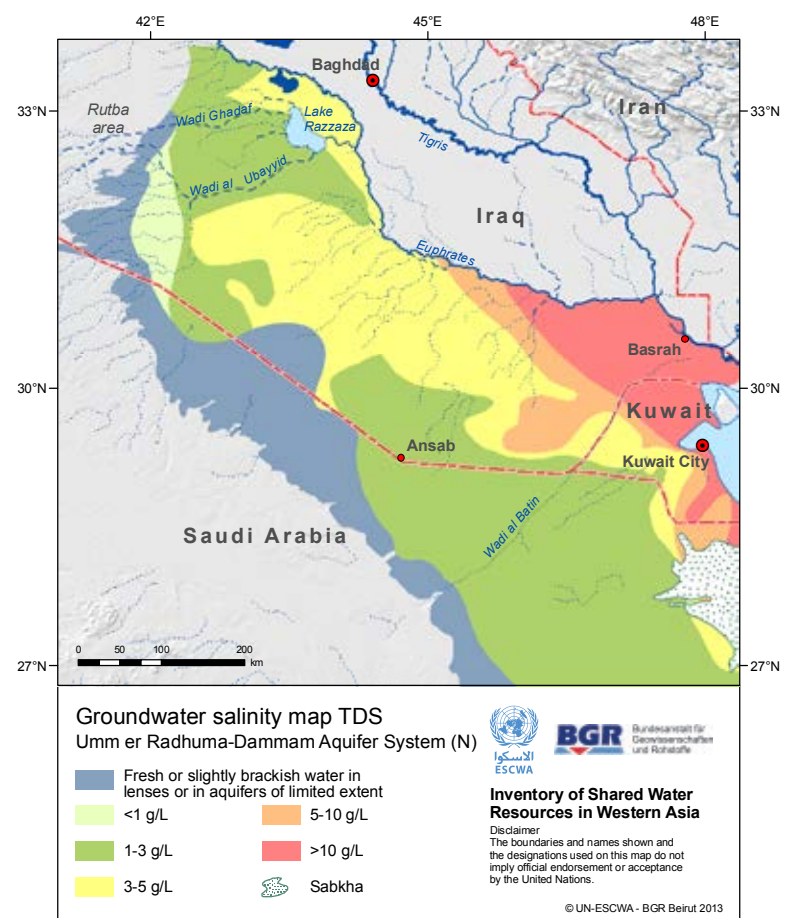 42°E
45°E
48°E
Baghdad
33°N
33°N
Rutba
area
Wadi Ghadaf
Lake
Razzaza
Iran
Tigris
Wadi al Ubayyid
Iraq
Euphrates
Basrah
30°N
30°N
Kuwait
Ansab
Kuwait City
Wadi al Batin
Saudi Arabia
27°N
27°N
0 50 100 200
km
Groundwater salinity map TDS
Umm er Radhuma-Dammam Aquifer System (N)
Fresh or slightly brackish water in
lenses or in aquifers of limited extent
<1 g/L
5-10 g/L
1-3 g/L
>10 g/L
3-5 g/L
Sabkha
الاسكوا
ESCWA
BGR
Bundesanstalt für
Geowissenschaften
und Rohstoffe
Inventory of Shared Water
Resources in Western Asia
Disclaimer
The boundaries and names shown and
the designations used on this map do not
imply official endorsement or acceptance
by the United Nations.
© UN-ESCWA - BGR Beirut 2013